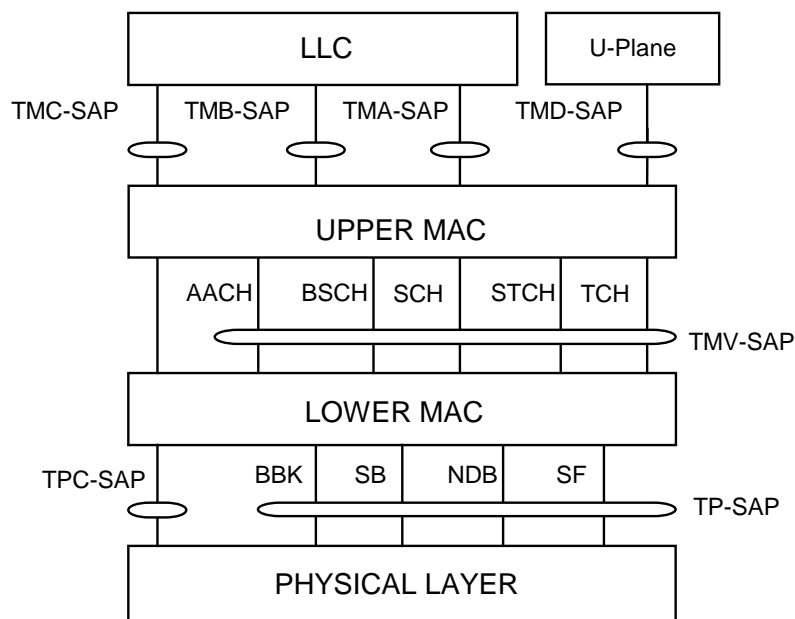 LLC
U-Plane
TMC-SAP
TMB-SAP
TMA-SAP
TMD-SAP
UPPER MAC
AACH
BSCH
SCH
STCH
TCH
TMV-SAP
LOWER MAC
TPC-SAP
BBK
SB
NDB
SF
TP-SAP
PHYSICAL LAYER